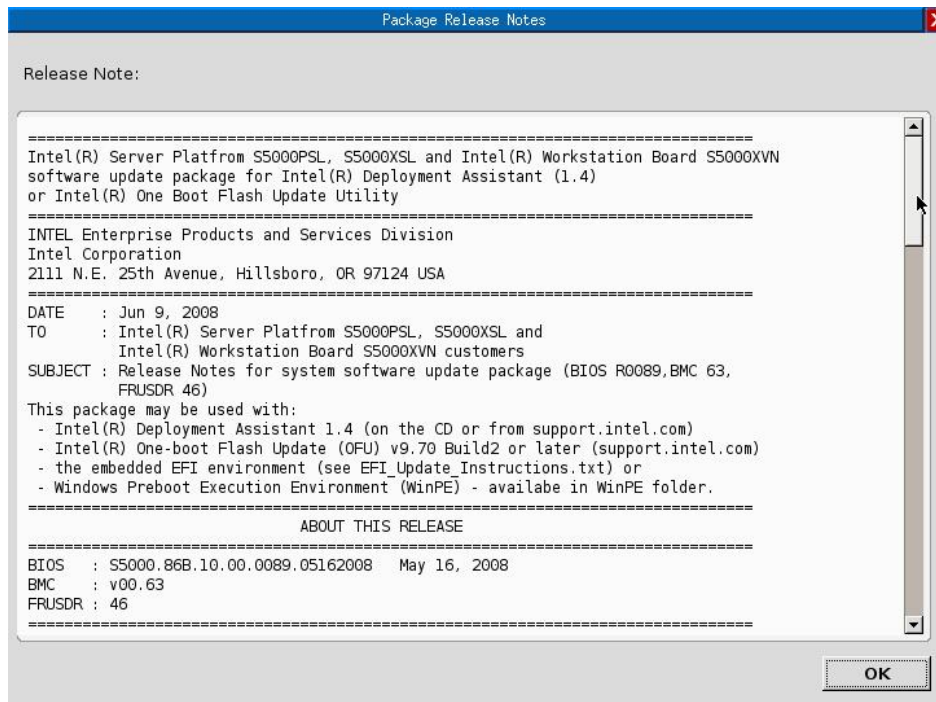 Package Release Notes
X
Release Note:
================================================================================
Intel(R) Server Platfrom S5000PSL, S5000XSL and Intel(R) Workstation Board S5000XVN
software update package for Intel(R) Deployment Assistant (1.4)
or Intel(R) One Boot Flash Update Utility
================================================================================
INTEL Enterprise Products and Services Division
Intel Corporation
2111 N.E. 25th Avenue, Hillsboro, OR 97124 USA
================================================================================
DATE    : Jun 9, 2008
TO      : Intel(R) Server Platfrom S5000PSL, S5000XSL and
          Intel(R) Workstation Board S5000XVN customers
SUBJECT : Release Notes for system software update package (BIOS R0089,BMC 63,
          FRUSDR 46)
This package may be used with:
 - Intel(R) Deployment Assistant 1.4 (on the CD or from support.intel.com)
 - Intel(R) One-boot Flash Update (OFU) v9.70 Build2 or later (support.intel.com)
 - the embedded EFI environment (see EFI_Update_Instructions.txt) or
 - Windows Preboot Execution Environment (WinPE) - availabe in WinPE folder.
================================================================================
                              ABOUT THIS RELEASE
================================================================================
BIOS   : S5000.86B.10.00.0089.05162008   May 16, 2008
BMC    : v00.63
FRUSDR : 46
================================================================================
OK